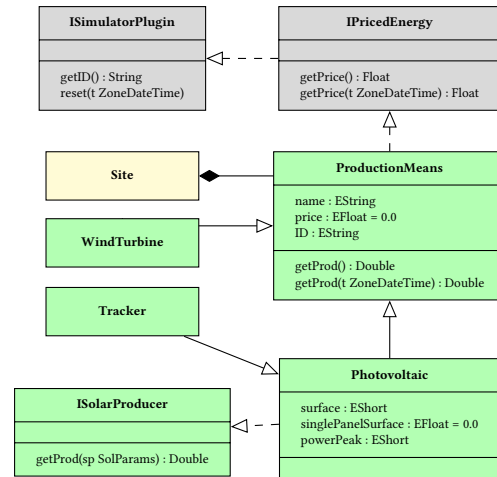 ISimulatorPlugin
getID() : String
reset(t ZoneDateTime)
IPricedEnergy
getPrice() : Float
getPrice(t ZoneDateTime) : Float
Site
ProductionMeans
name : EString
price : EFloat = 0.0
ID : EString
getProd() : Double
getProd(t ZoneDateTime) : Double
WindTurbine
Tracker
Photovoltaic
surface : EShort
singlePanelSurface : EFloat = 0.0
powerPeak : EShort
ISolarProducer
getProd(sp SolParams) : Double